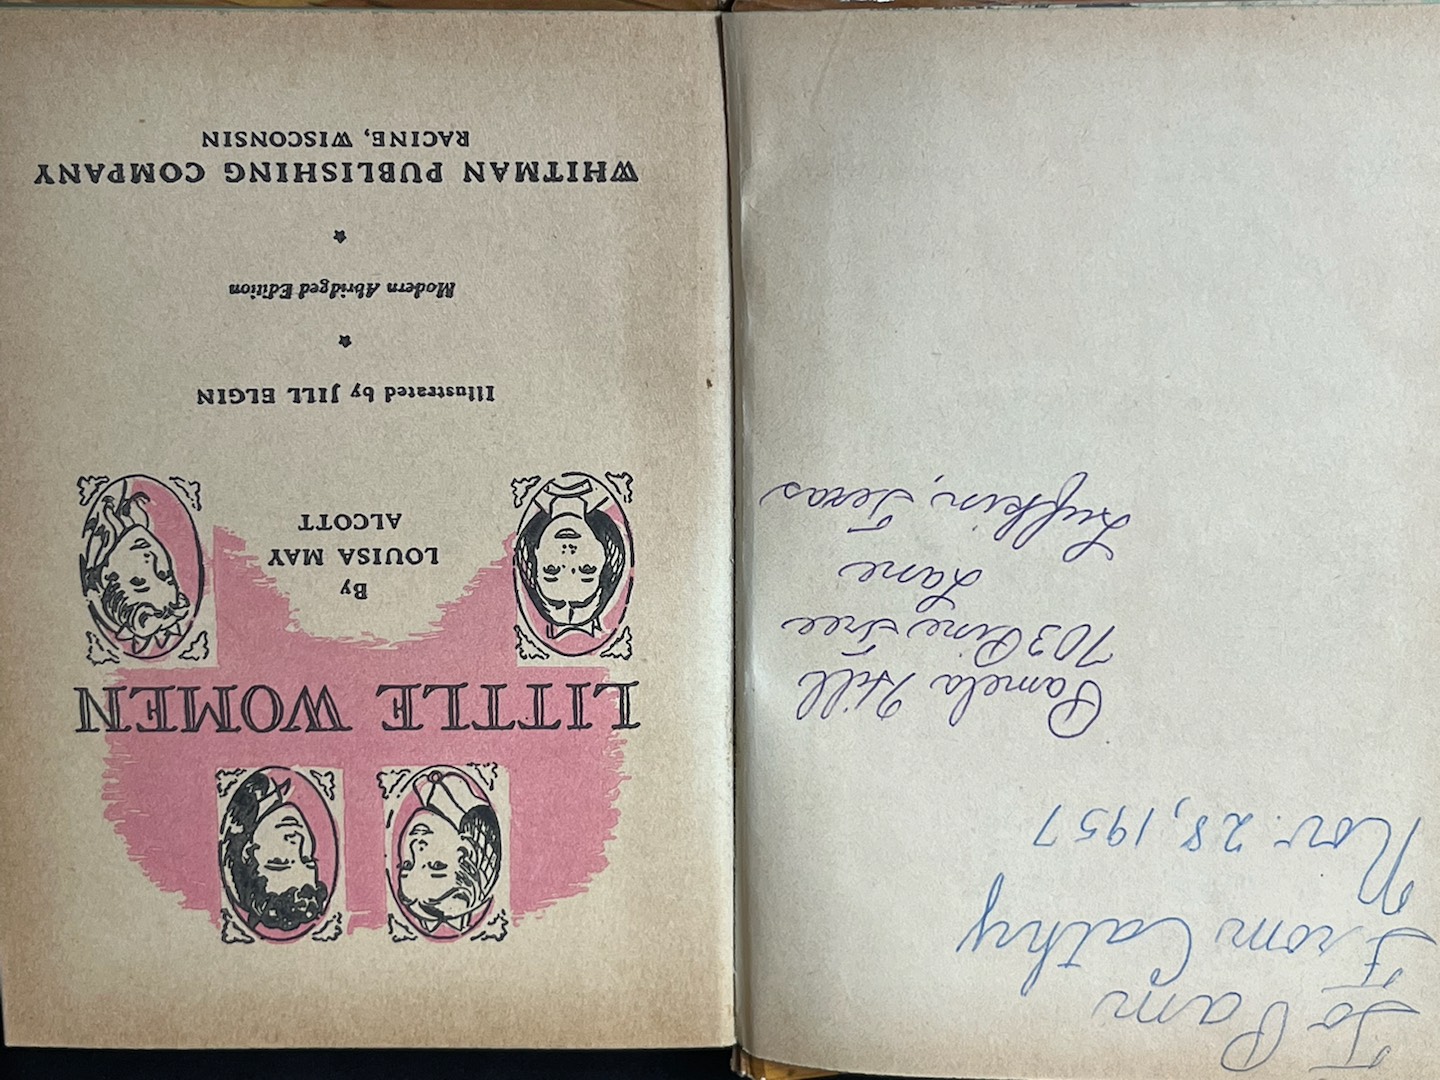 To Pam
From Cathy
Nov. 28, 1957
Pamela Hill
703 Pine Tree
Lane
Lufkin, Texas
LITTLE WOMEN
By
LOUISA MAY
ALCOTT
Illustrated by JILL ELGIN
Modern Abridged Edition
WHITMAN PUBLISHING COMPANY
RACINE, WISCONSIN